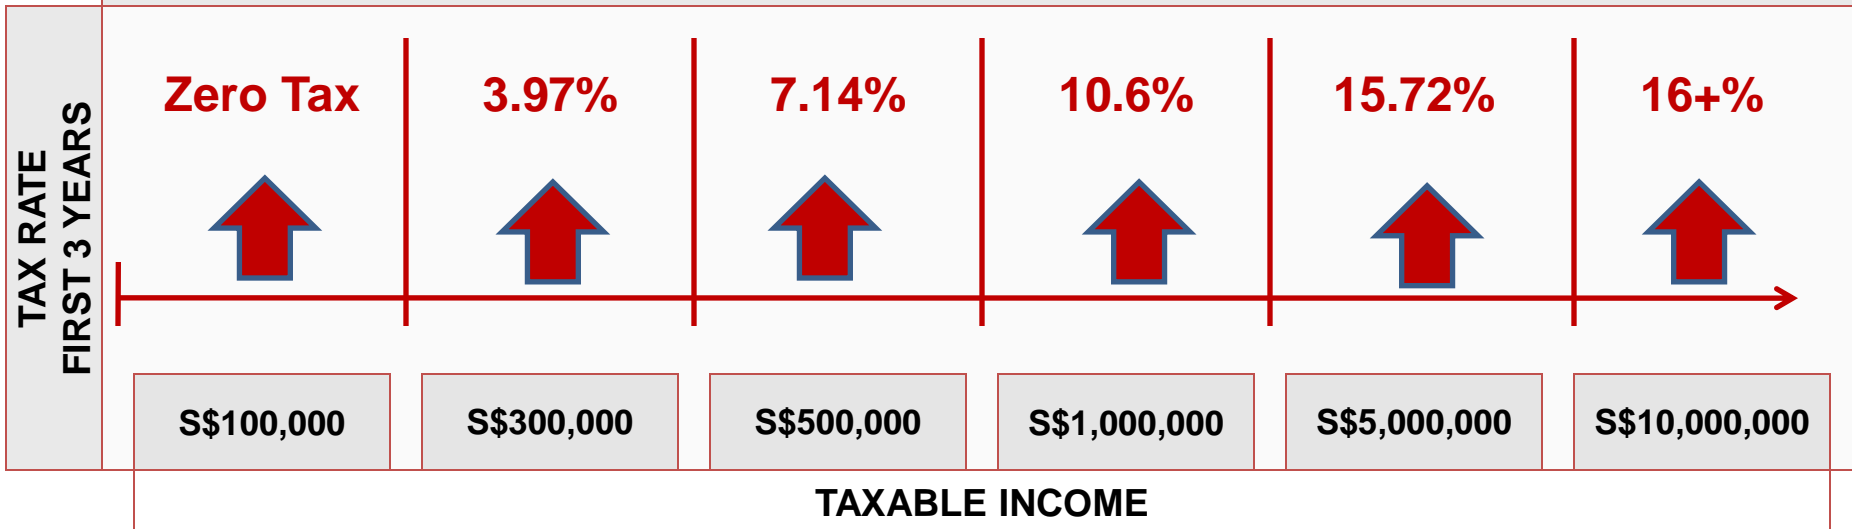 TAX RATE
FIRST 3 YEARS
Zero Tax
3.97%
7.14%
10.6%
15.72%
16+%
S$100,000
S$300,000
S$500,000
S$1,000,000
S$5,000,000
S$10,000,000
TAXABLE INCOME